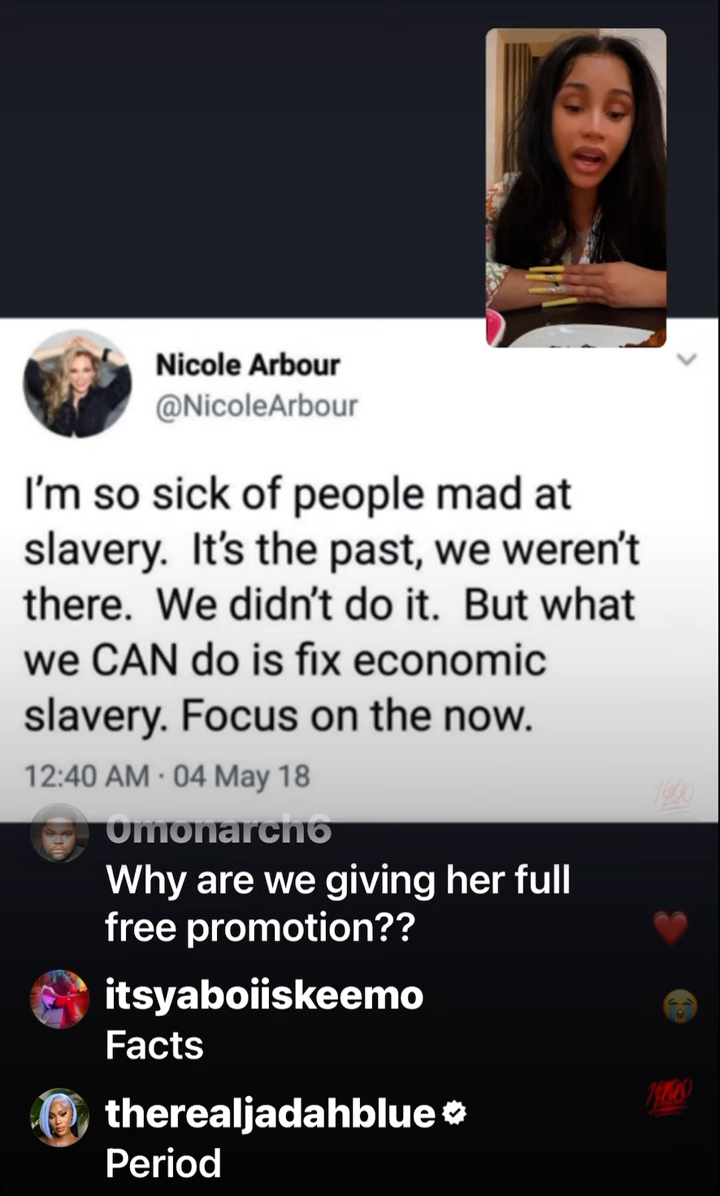 Nicole Arbour
@NicoleArbour
I'm so sick of people mad at
slavery.  It's the past, we weren't
there.  We didn't do it.  But what
we CAN do is fix economic
slavery. Focus on the now.
12:40 AM · 04 May 18
0monarch6
Why are we giving her full
free promotion??
itsyaboiiskeemo
Facts
therealjadahblue
Period